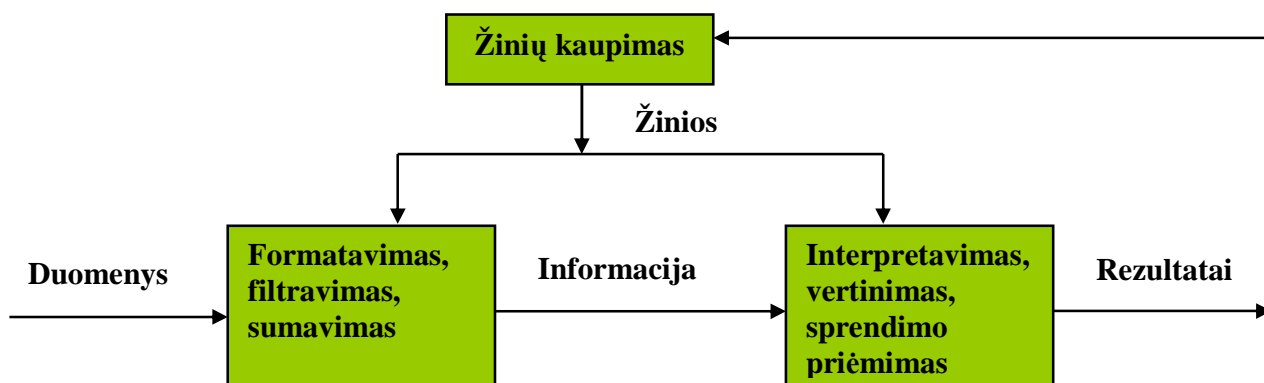 Žinių kaupimas
Žinios
Duomenys
Formatavimas,
filtravimas,
sumavimas
Informacija
Interpretavimas,
vertinimas,
sprendimo
priėmimas
Rezultatai